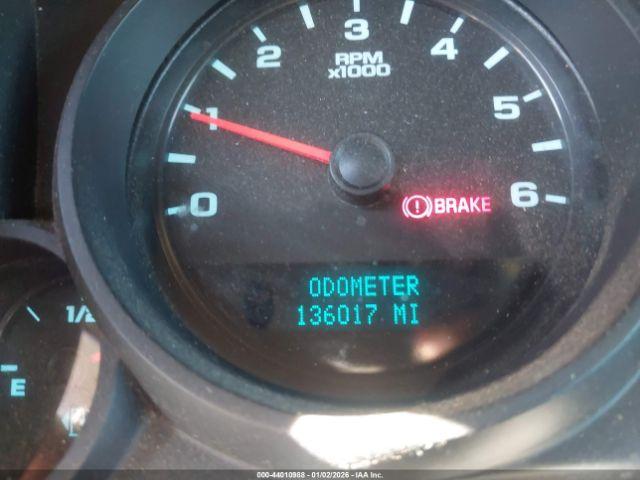 3
2 RPM 4
x1000
1 5
0 BRAKE 6
ODOMETER
136017 MI
1/2
E
000-44010988 - 01/02/2026 - IAA Inc.